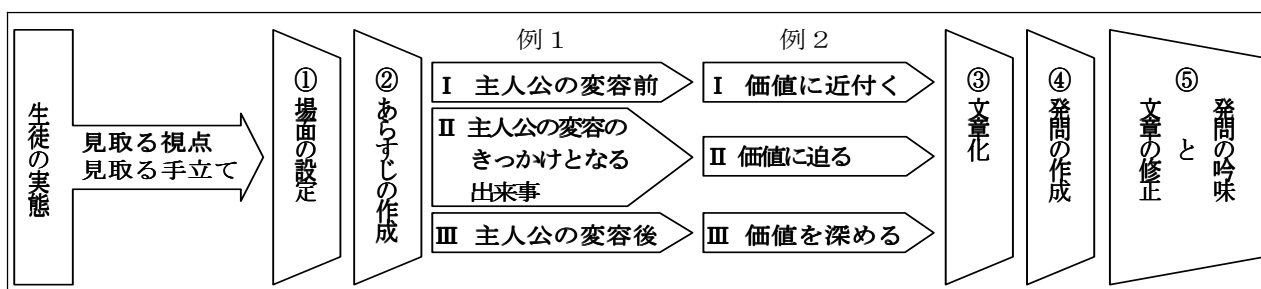 生徒の実態
見取る視点
見取る手立て
①場面の設定
②あらすじの作成
例1
Ⅰ 主人公の変容前
Ⅱ 主人公の変容の
きっかけとなる
出来事
Ⅲ 主人公の変容後
例2
Ⅰ 価値に近付く
Ⅱ 価値に迫る
Ⅲ 価値を深める
③文章化
④発問の作成
⑤
発問の吟味
と
文章の修正